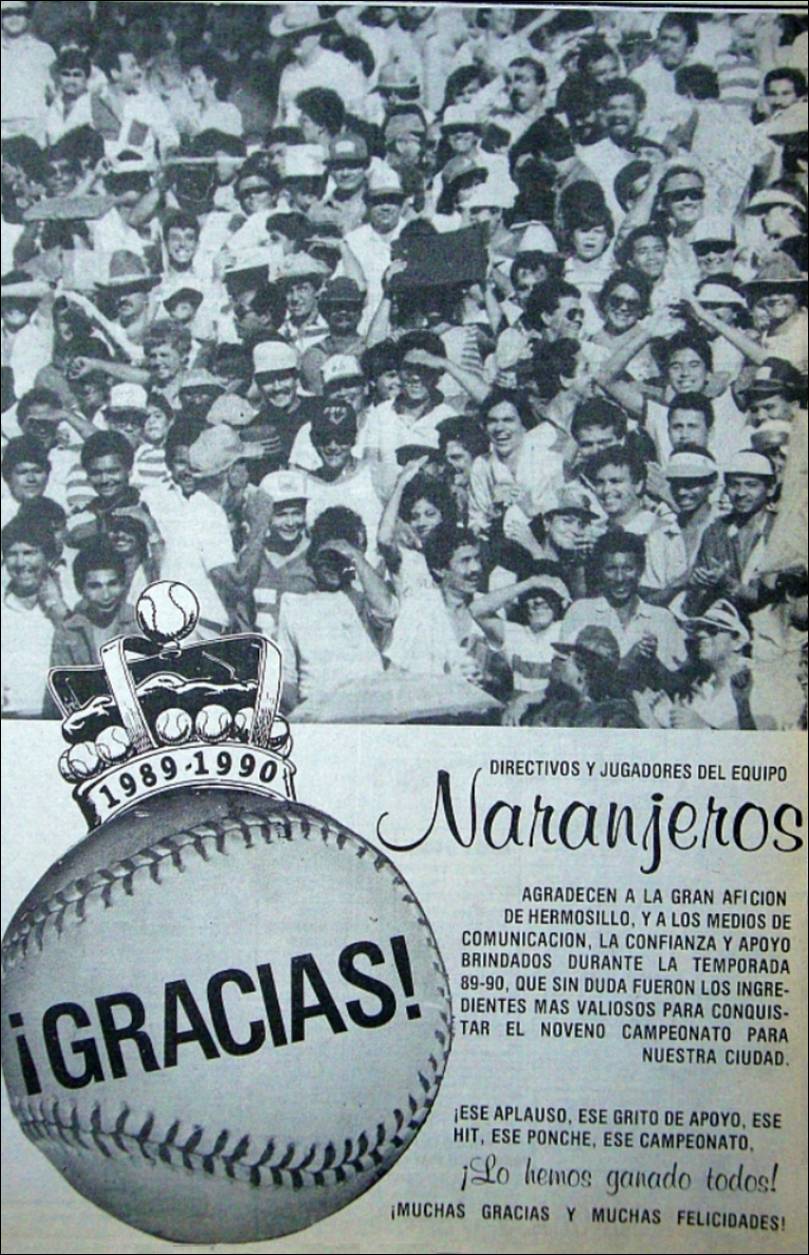 1989-1990
¡GRACIAS!
DIRECTIVOS Y JUGADORES DEL EQUIPO
Naranjeros
AGRADECEN A LA GRAN AFICION
DE HERMOSILLO, Y A LOS MEDIOS DE
COMUNICACION, LA CONFIANZA Y APOYO
BRINDADOS DURANTE LA TEMPORADA
89-90, QUE SIN DUDA FUERON LOS INGRE-
DIENTES MAS VALIOSOS PARA CONQUIS-
TAR EL NOVENO CAMPEONATO PARA
NUESTRA CIUDAD.
¡ESE APLAUSO, ESE GRITO DE APOYO, ESE
HIT, ESE PONCHE, ESE CAMPEONATO,
¡Lo hemos ganado todos!
¡MUCHAS GRACIAS Y MUCHAS FELICIDADES!